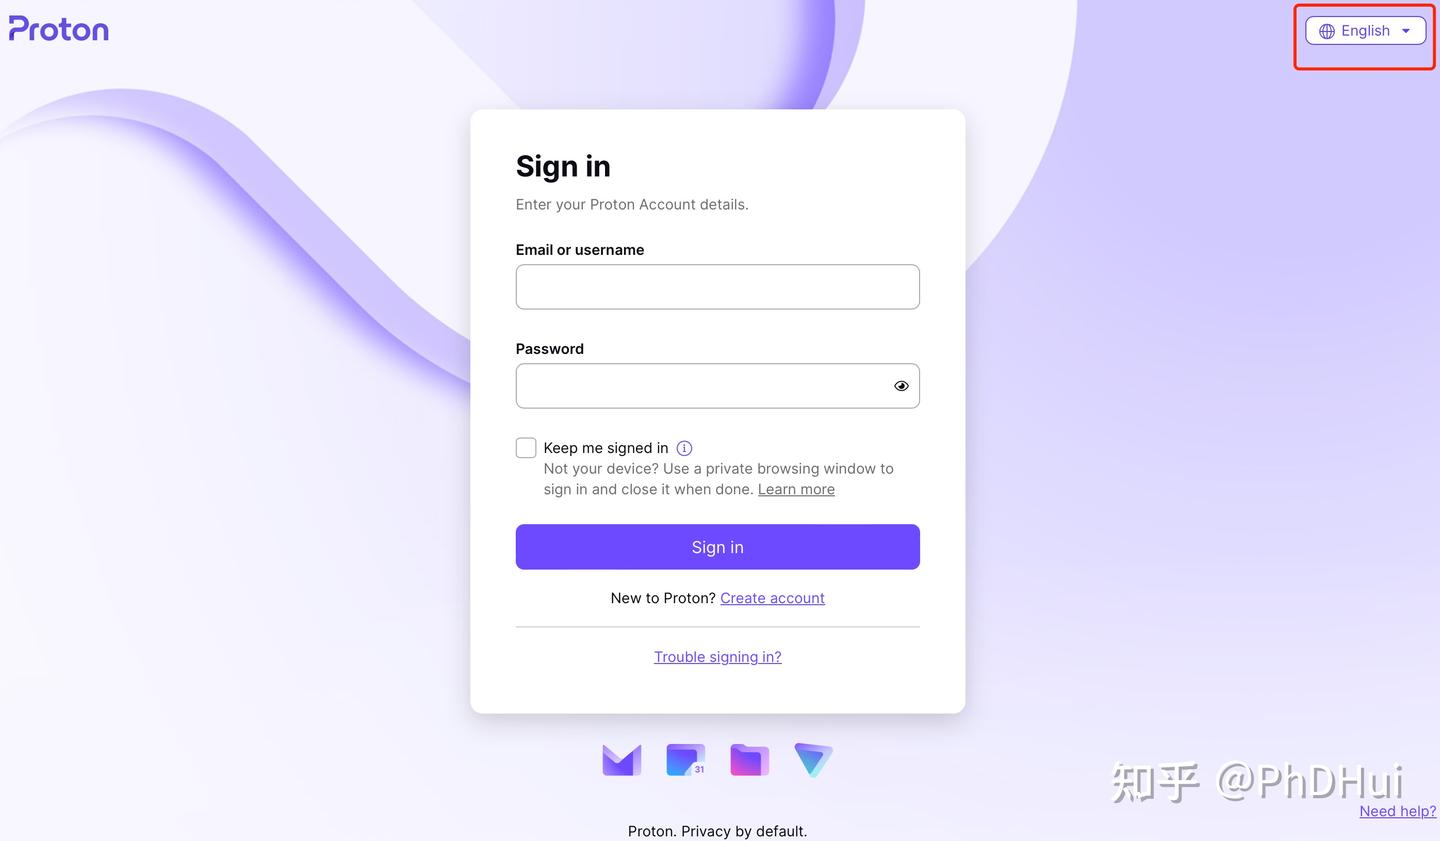 Proton
English
Sign in
Enter your Proton Account details.
Email or username
Password
Keep me signed in
Not your device? Use a private browsing window to
sign in and close it when done. Learn more
Sign in
New to Proton? Create account
Trouble signing in?
31
知乎 @PhDHui
Need help?
Proton. Privacy by default.